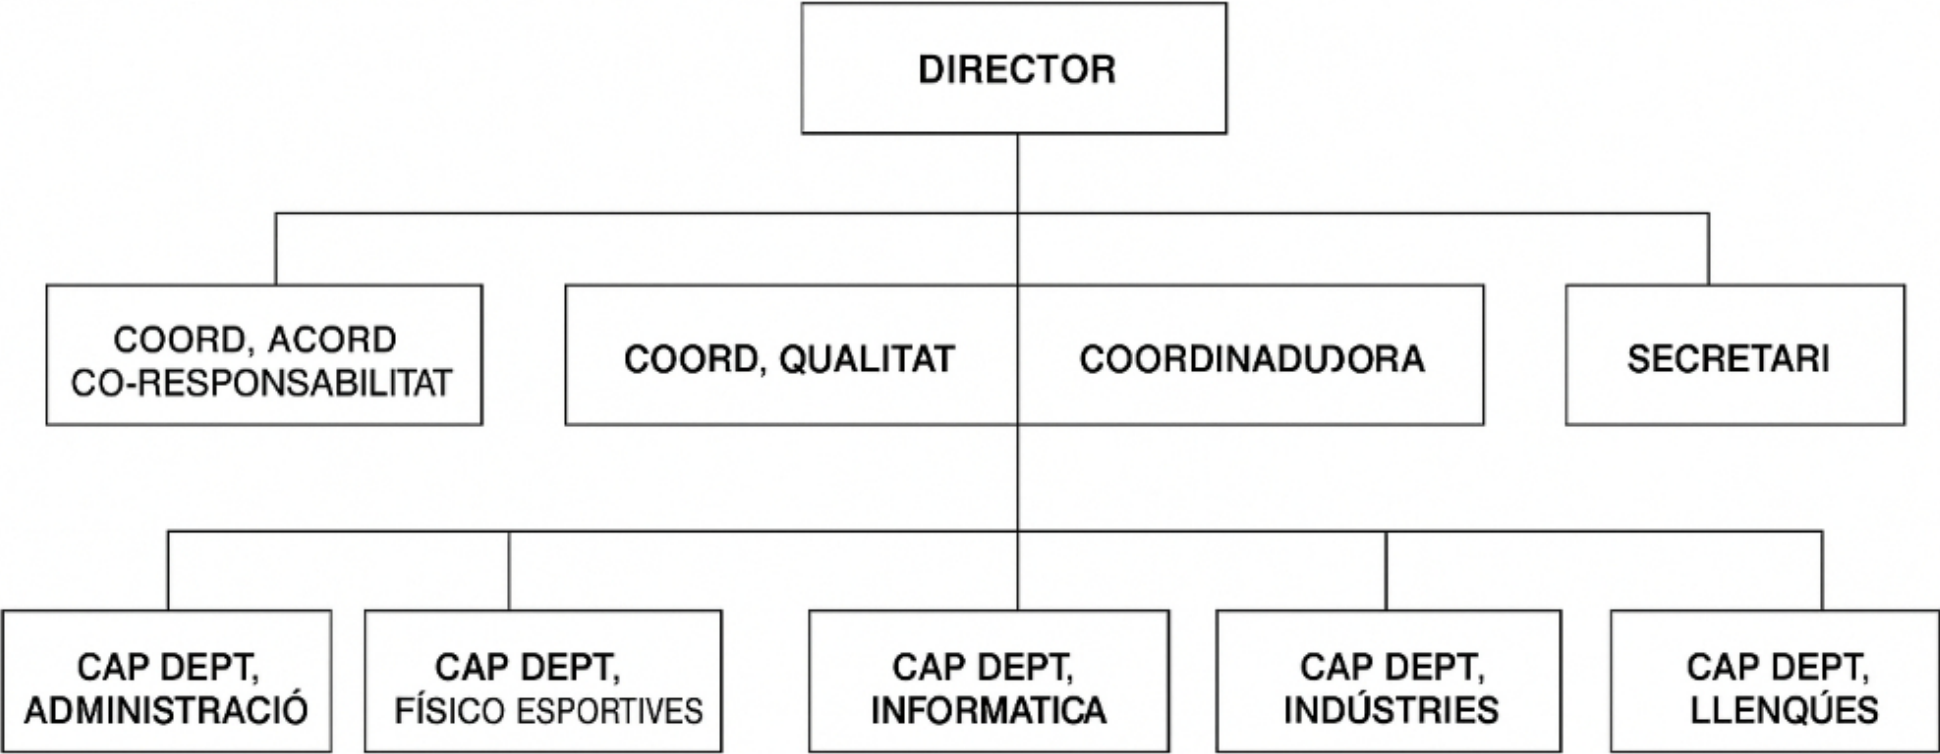 DIRECTOR
COORD, ACORD
CO-RESPONSABILITAT
COORD, QUALITAT
COORDINADUDORA
SECRETARI
CAP DEPT,
ADMINISTRACIÓ
CAP DEPT,
FÍSICO ESPORTIVES
CAP DEPT,
INFORMATICA
CAP DEPT,
INDÚSTRIES
CAP DEPT,
LLENQÚES